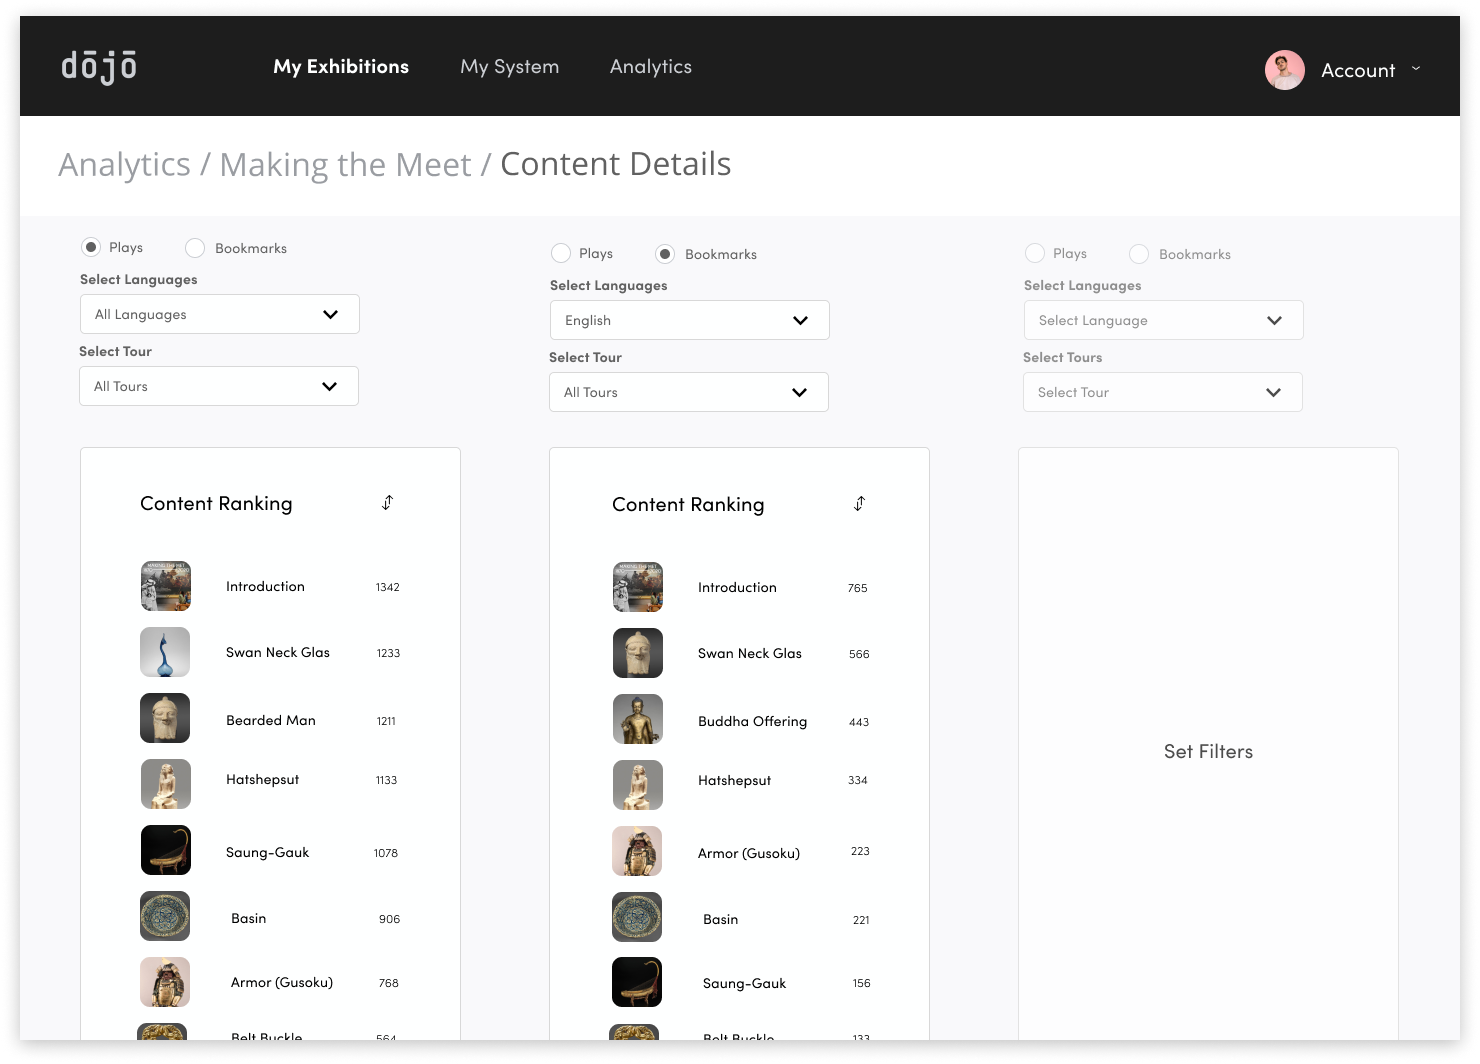 dōjō
My Exhibitions
My System
Analytics
Account
Analytics / Making the Meet / Content Details
Plays
Bookmarks
Select Languages
All Languages
Select Tour
All Tours
Plays
Bookmarks
Select Languages
English
Select Tour
All Tours
Plays
Bookmarks
Select Languages
Select Language
Select Tours
Select Tour
Content Ranking
Introduction 1342
Swan Neck Glas 1233
Bearded Man 1211
Hatshepsut 1133
Saung-Gauk 1078
Basin 906
Armor (Gusoku) 768
Belt Buckle 564
Content Ranking
MAKING THE MET
Introduction 765
Swan Neck Glas 566
Buddha Offering 443
Hatshepsut 334
Armor (Gusoku) 223
Basin 221
Saung-Gauk 156
Belt Buckle 133
Set Filters